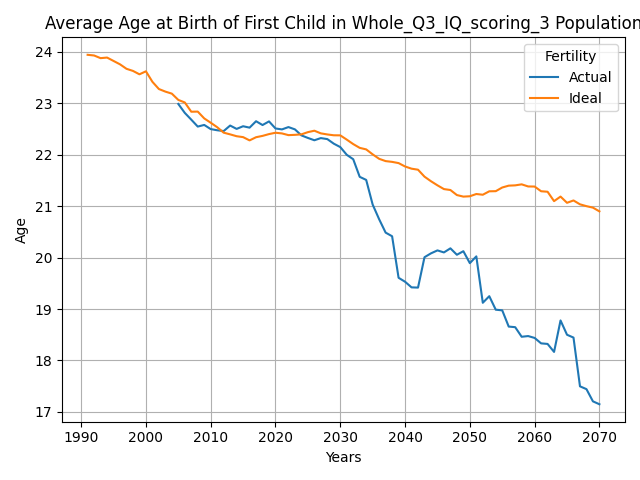 Average Age at Birth of First Child in Whole_Q3_IQ_scoring_3 Population
Fertility
Actual
Ideal
24
23
22
21
20
19
18
17
Age
1990 2000 2010 2020 2030 2040 2050 2060 2070
Years